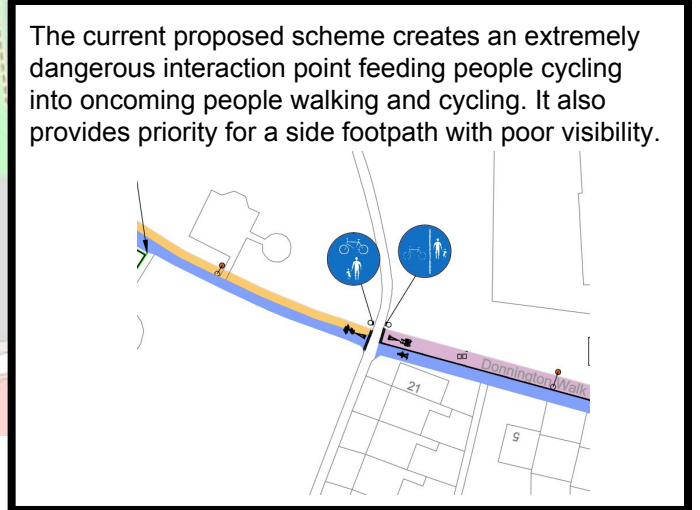 The current proposed scheme creates an extremely
dangerous interaction point feeding people cycling
into oncoming people walking and cycling. It also
provides priority for a side footpath with poor visibility.
Donnington Walk
21
5